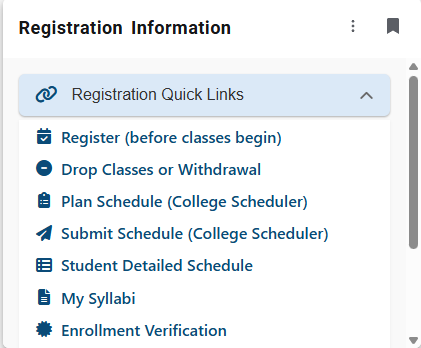 Registration Information
Registration Quick Links
Register (before classes begin)
Drop Classes or Withdrawal
Plan Schedule (College Scheduler)
Submit Schedule (College Scheduler)
Student Detailed Schedule
My Syllabi
Enrollment Verification